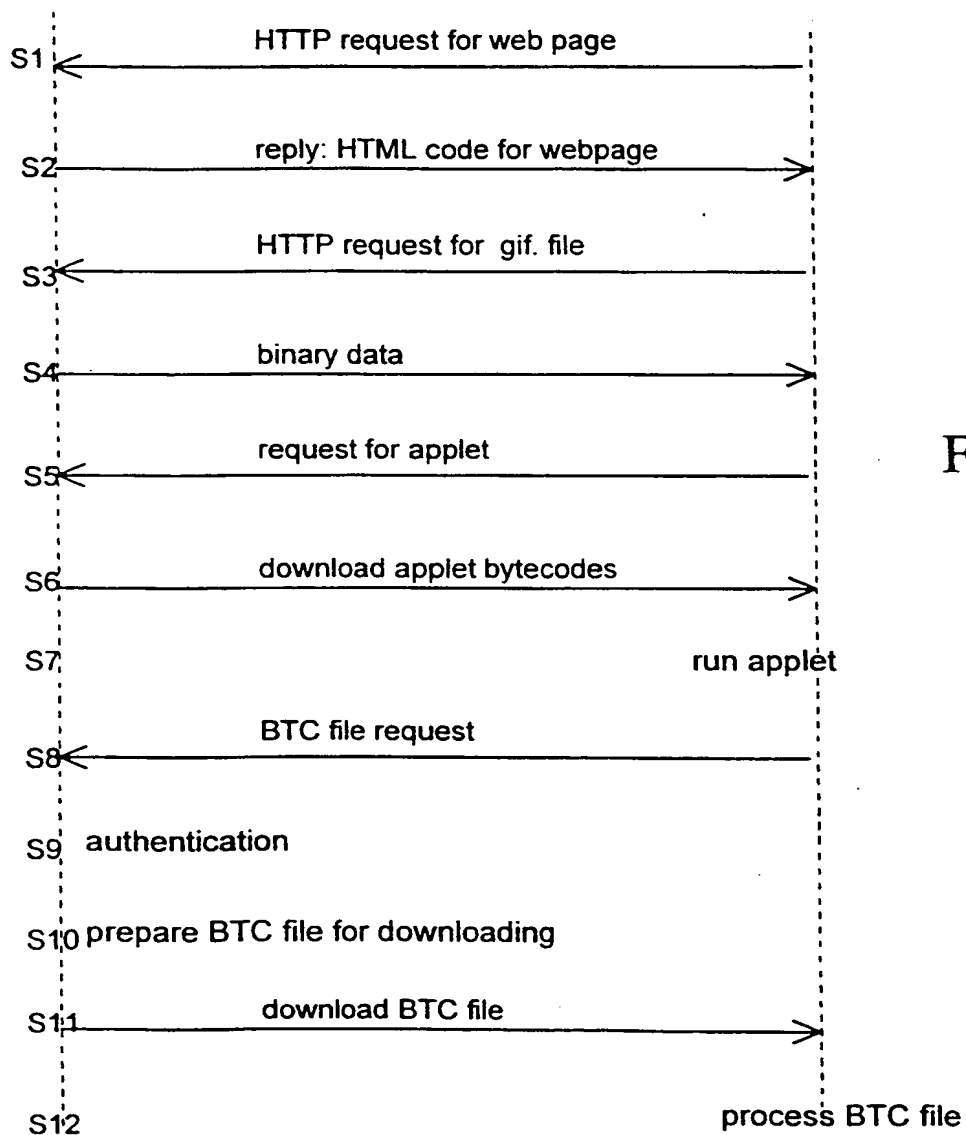 S1 HTTP request for web page
S2 reply: HTML code for webpage
S3 HTTP request for gif. file
S4 binary data
S5 request for applet
F
S6 download applet bytecodes
S7 run applet
S8 BTC file request
S9 authentication
S10 prepare BTC file for downloading
S11 download BTC file
S12 process BTC file